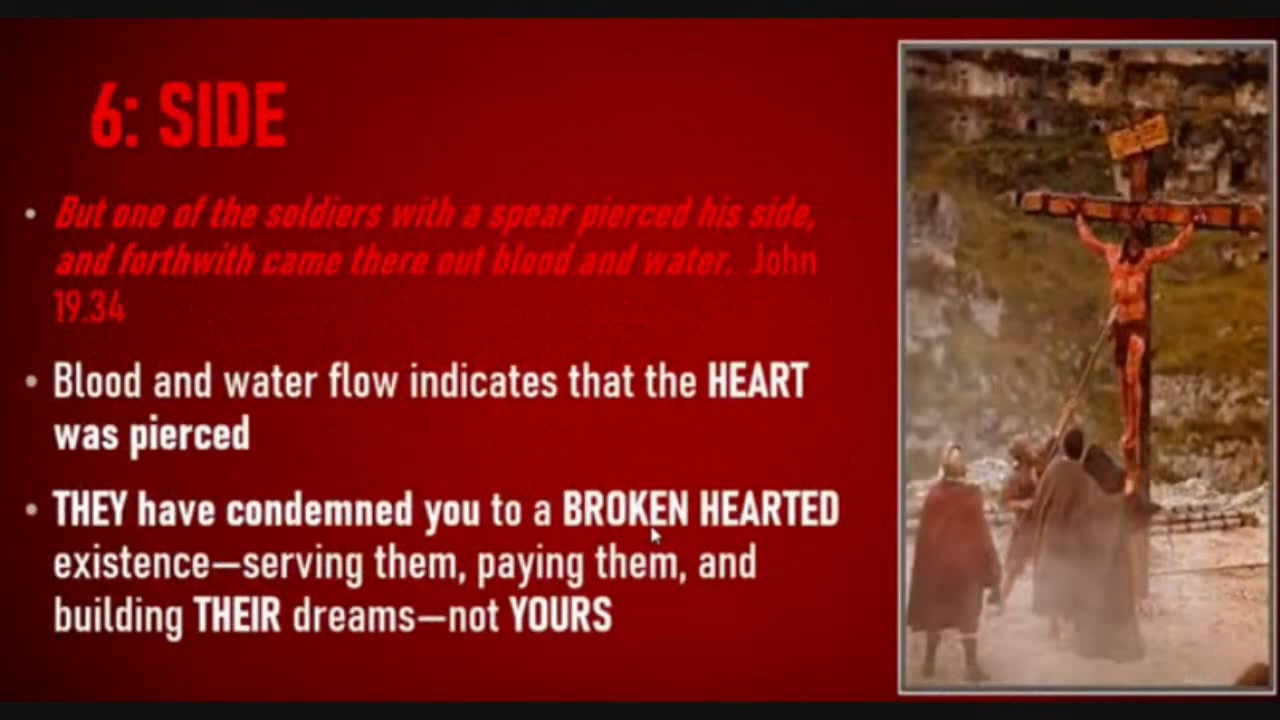 6: SIDE
• But one of the soldiers with a spear pierced his side,
and forthwith came there out blood and water. John
19.34
• Blood and water flow indicates that the HEART
was pierced
• THEY have condemned you to a BROKEN HEARTED
existence—serving them, paying them, and
building THEIR dreams—not YOURS